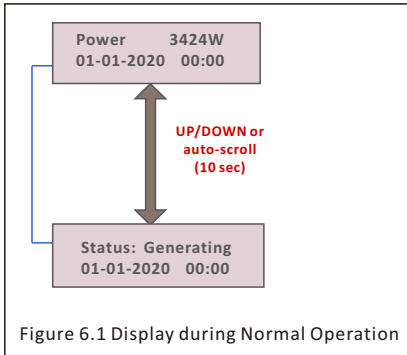 Power 3424W
01-01-2020 00:00
UP/DOWN or
auto-scroll
(10 sec)
Status: Generating
01-01-2020 00:00
Figure 6.1 Display during Normal Operation